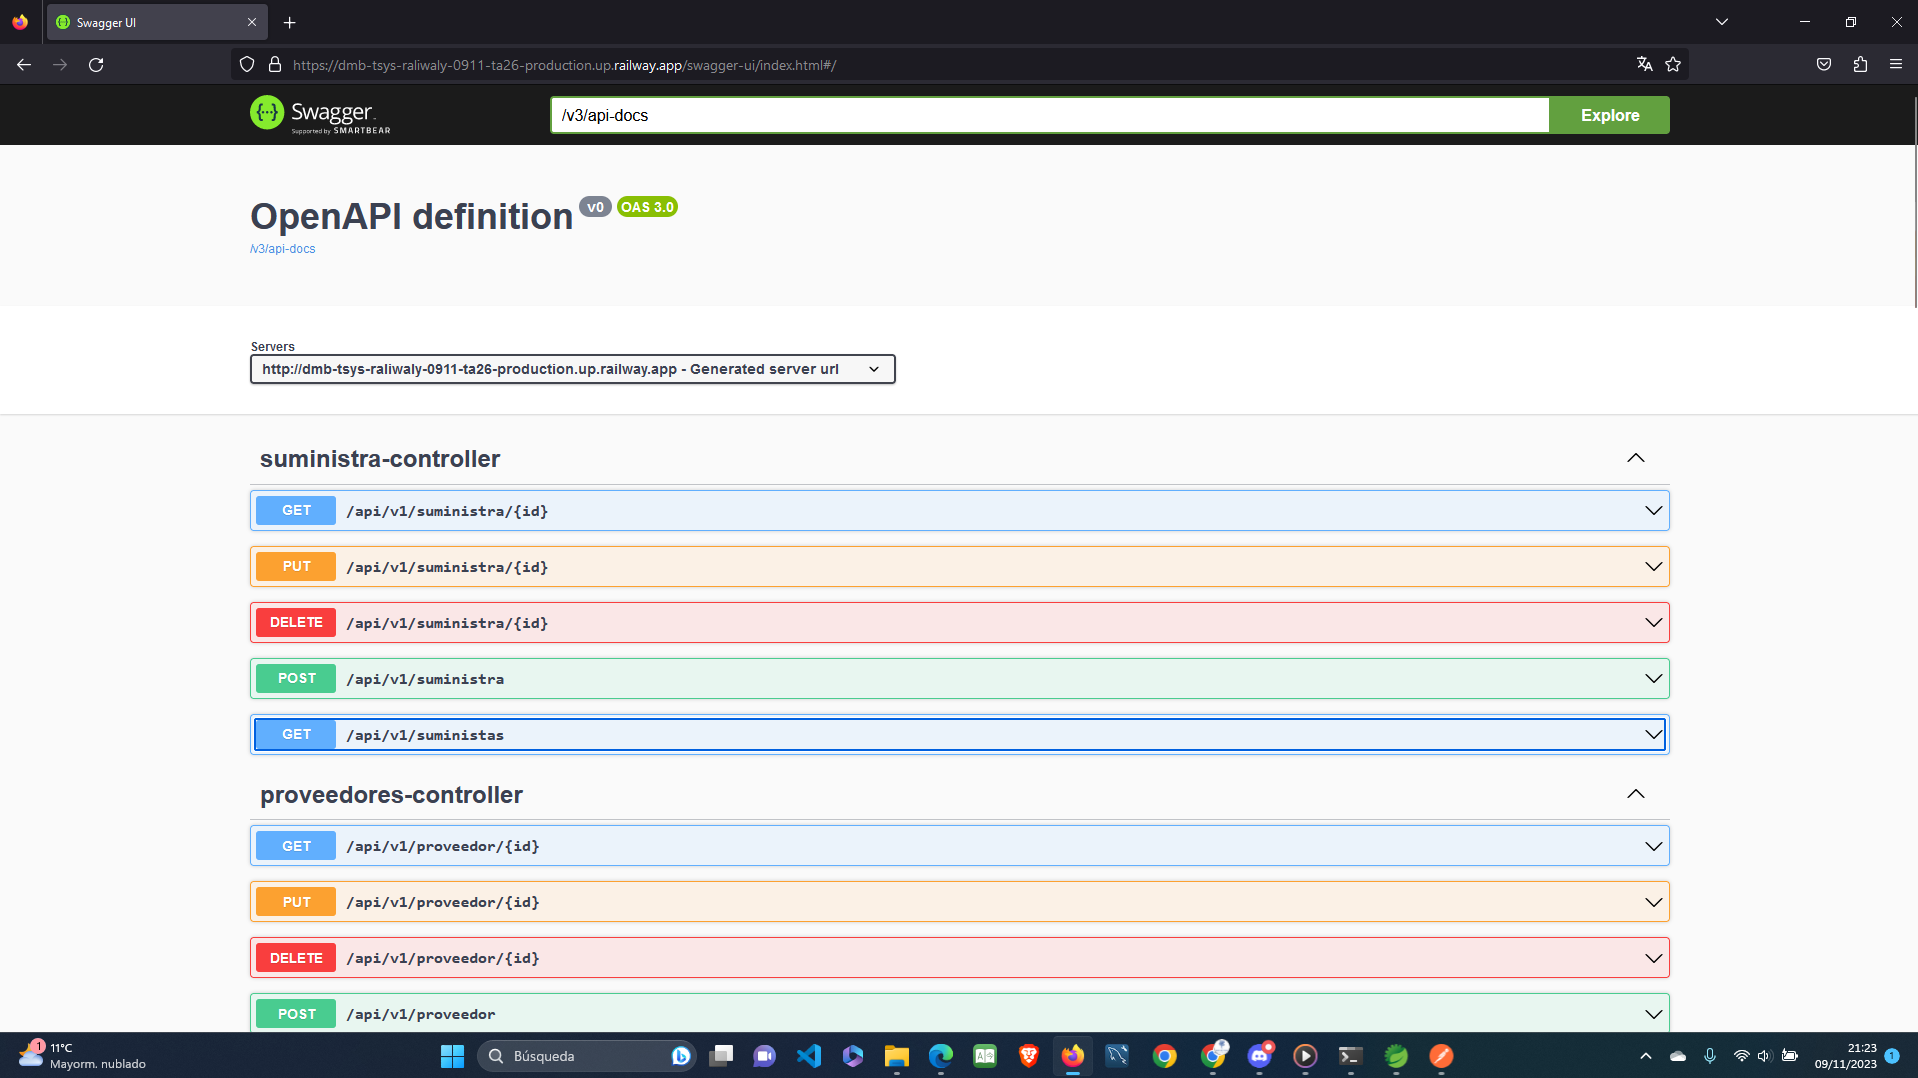 Swagger UI
https://dmb-tsys-raliwaly-0911-ta26-production.up.railway.app/swagger-ui/index.html#/
Swagger
Supported by SMARTBEAR
/v3/api-docs
Explore
OpenAPI definition v0 OAS 3.0
/v3/api-docs
Servers
http://dmb-tsys-raliwaly-0911-ta26-production.up.railway.app - Generated server url
suministra-controller
GET /api/v1/suministra/{id}
PUT /api/v1/suministra/{id}
DELETE /api/v1/suministra/{id}
POST /api/v1/suministra
GET /api/v1/suministas
proveedores-controller
GET /api/v1/proveedor/{id}
PUT /api/v1/proveedor/{id}
DELETE /api/v1/proveedor/{id}
POST /api/v1/proveedor
1
11°C
Mayorm. nublado
Búsqueda
21:23
09/11/2023
1